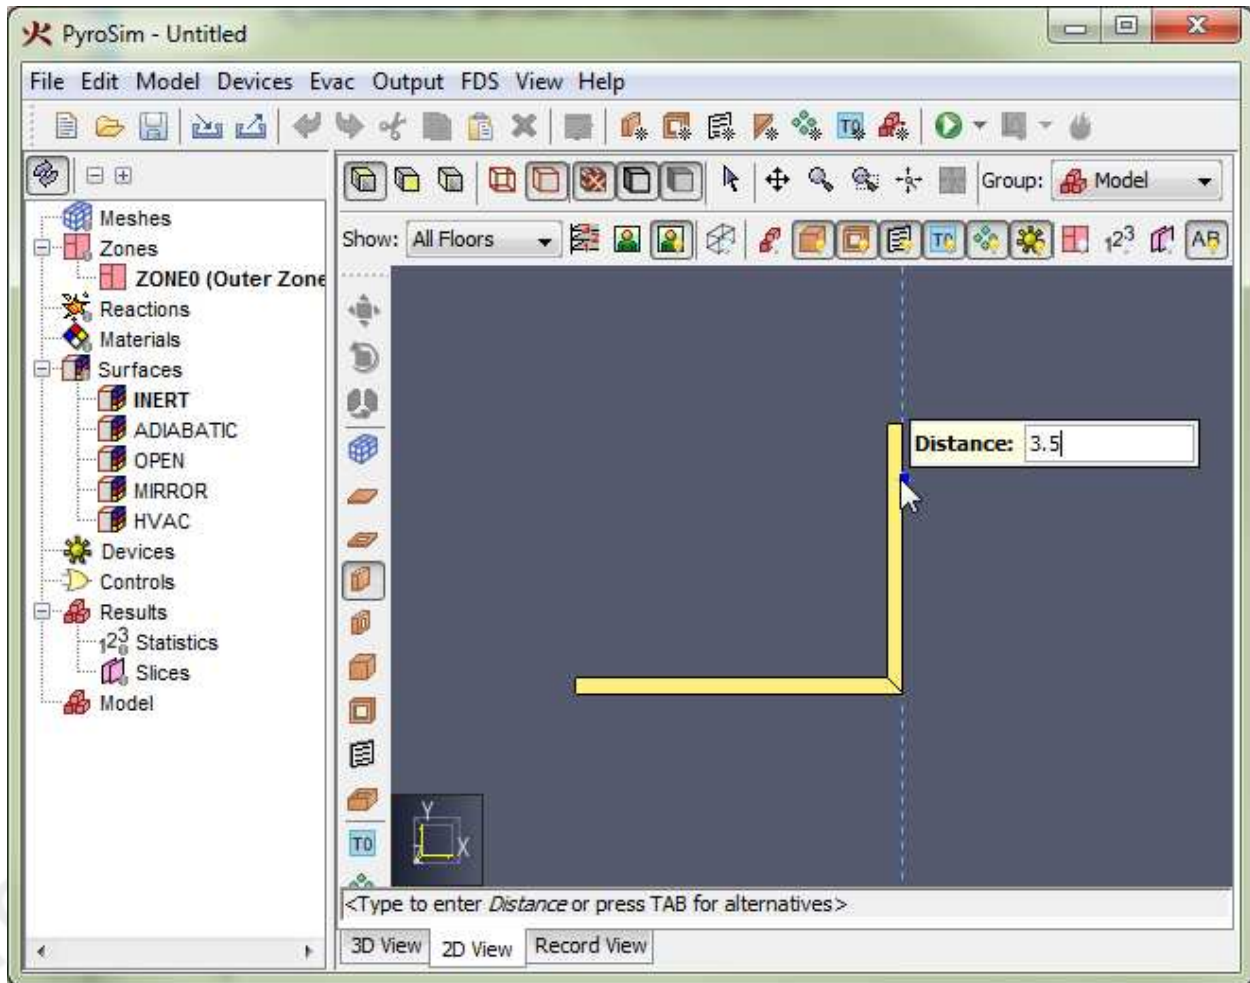 PyroSim - Untitled
File Edit Model Devices Evac Output FDS View Help
Group: Model
Show: All Floors
Meshes
Zones
ZONE0 (Outer Zone
Reactions
Materials
Surfaces
INERT
ADIABATIC
OPEN
MIRROR
HVAC
Devices
Controls
Results
Statistics
Slices
Model
Distance: 3.5
Y
X
<Type to enter Distance or press TAB for alternatives>
3D View 2D View Record View